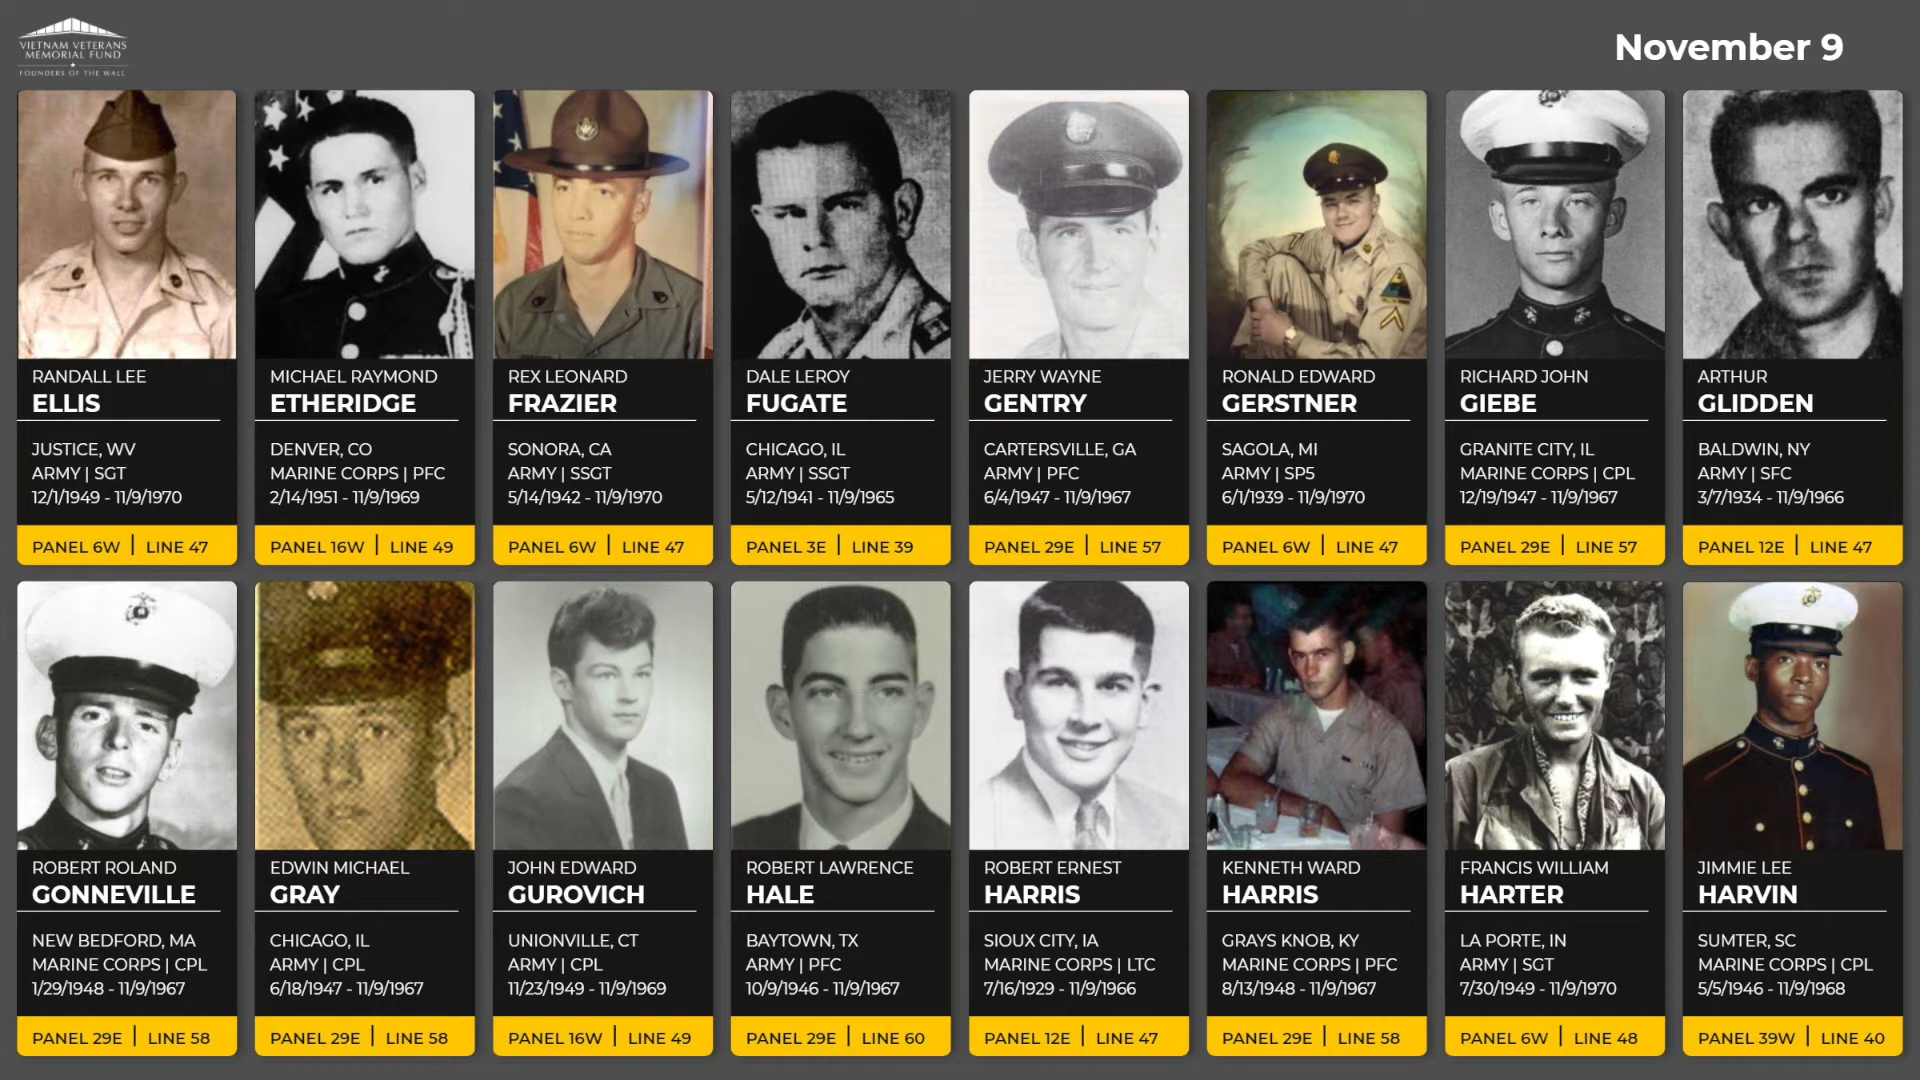 VIETNAM VETERANS
MEMORIAL FUND
FOUNDERS OF THE WALL
November 9
RANDALL LEE
ELLIS
JUSTICE, WV
ARMY | SGT
12/1/1949 - 11/9/1970
PANEL 6W | LINE 47
MICHAEL RAYMOND
ETHERIDGE
DENVER, CO
MARINE CORPS | PFC
2/14/1951 - 11/9/1969
PANEL 16W | LINE 49
REX LEONARD
FRAZIER
SONORA, CA
ARMY | SSGT
5/14/1942 - 11/9/1970
PANEL 6W | LINE 47
DALE LEROY
FUGATE
CHICAGO, IL
ARMY | SSGT
5/12/1941 - 11/9/1965
PANEL 3E | LINE 39
JERRY WAYNE
GENTRY
CARTERSVILLE, GA
ARMY | PFC
6/4/1947 - 11/9/1967
PANEL 29E | LINE 57
RONALD EDWARD
GERSTNER
SAGOLA, MI
ARMY | SP5
6/1/1939 - 11/9/1970
PANEL 6W | LINE 47
RICHARD JOHN
GIEBE
GRANITE CITY, IL
MARINE CORPS | CPL
12/19/1947 - 11/9/1967
PANEL 29E | LINE 57
ARTHUR
GLIDDEN
BALDWIN, NY
ARMY | SFC
3/7/1934 - 11/9/1966
PANEL 12E | LINE 47
ROBERT ROLAND
GONNEVILLE
NEW BEDFORD, MA
MARINE CORPS | CPL
1/29/1948 - 11/9/1967
PANEL 29E | LINE 58
EDWIN MICHAEL
GRAY
CHICAGO, IL
ARMY | CPL
6/18/1947 - 11/9/1967
PANEL 29E | LINE 58
JOHN EDWARD
GUROVICH
UNIONVILLE, CT
ARMY | CPL
11/23/1949 - 11/9/1969
PANEL 16W | LINE 49
ROBERT LAWRENCE
HALE
BAYTOWN, TX
ARMY | PFC
10/9/1946 - 11/9/1967
PANEL 29E | LINE 60
ROBERT ERNEST
HARRIS
SIOUX CITY, IA
MARINE CORPS | LTC
7/16/1929 - 11/9/1966
PANEL 12E | LINE 47
KENNETH WARD
HARRIS
GRAYS KNOB, KY
MARINE CORPS | PFC
8/13/1948 - 11/9/1967
PANEL 29E | LINE 58
FRANCIS WILLIAM
HARTER
LA PORTE, IN
ARMY | SGT
7/30/1949 - 11/9/1970
PANEL 6W | LINE 48
JIMMIE LEE
HARVIN
SUMTER, SC
MARINE CORPS | CPL
5/5/1946 - 11/9/1968
PANEL 39W | LINE 40